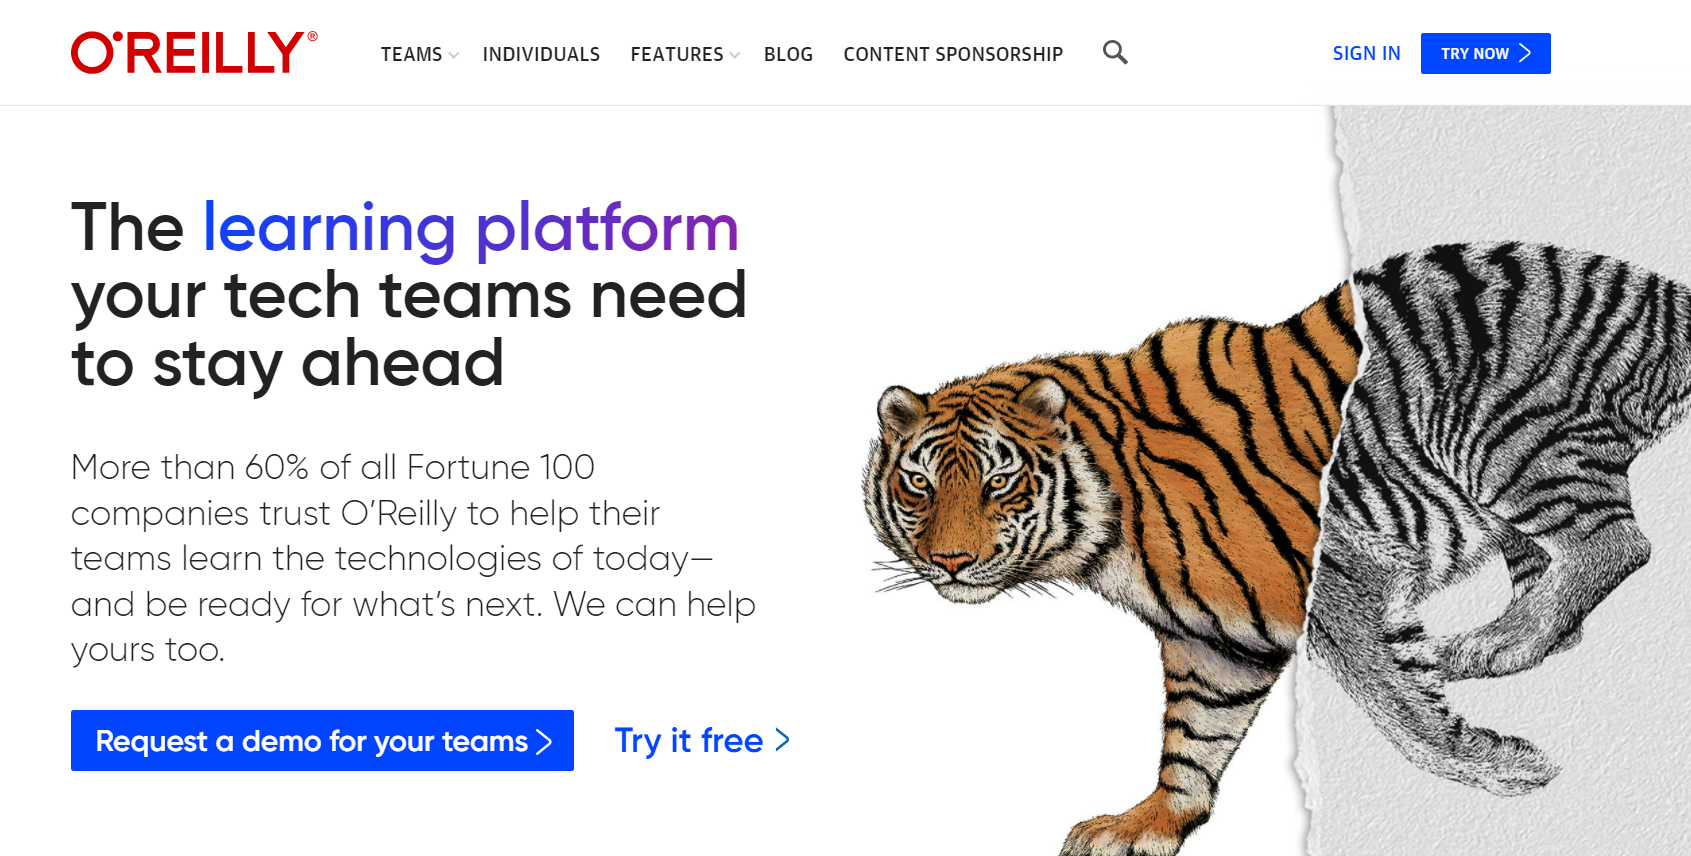 O'REILLY®
TEAMS INDIVIDUALS FEATURES BLOG CONTENT SPONSORSHIP SIGN IN TRY NOW
The learning platform
your tech teams need
to stay ahead
More than 60% of all Fortune 100
companies trust O’Reilly to help their
teams learn the technologies of today—
and be ready for what’s next. We can help
yours too.
Request a demo for your teams Try it free